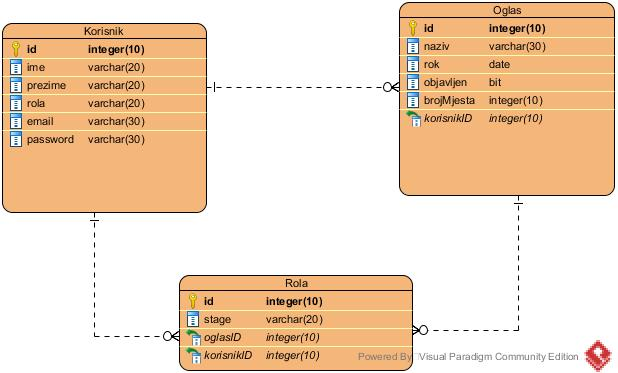 Korisnik
id integer(10)
ime varchar(20)
prezime varchar(20)
rola varchar(20)
email varchar(30)
password varchar(30)
Oglas
id integer(10)
naziv varchar(30)
rok date
objavljen bit
brojMjesta integer(10)
korisnikID integer(10)
Rola
id integer(10)
stage varchar(20)
oglasID integer(10)
korisnikID integer(10)
Powered By Visual Paradigm Community Edition